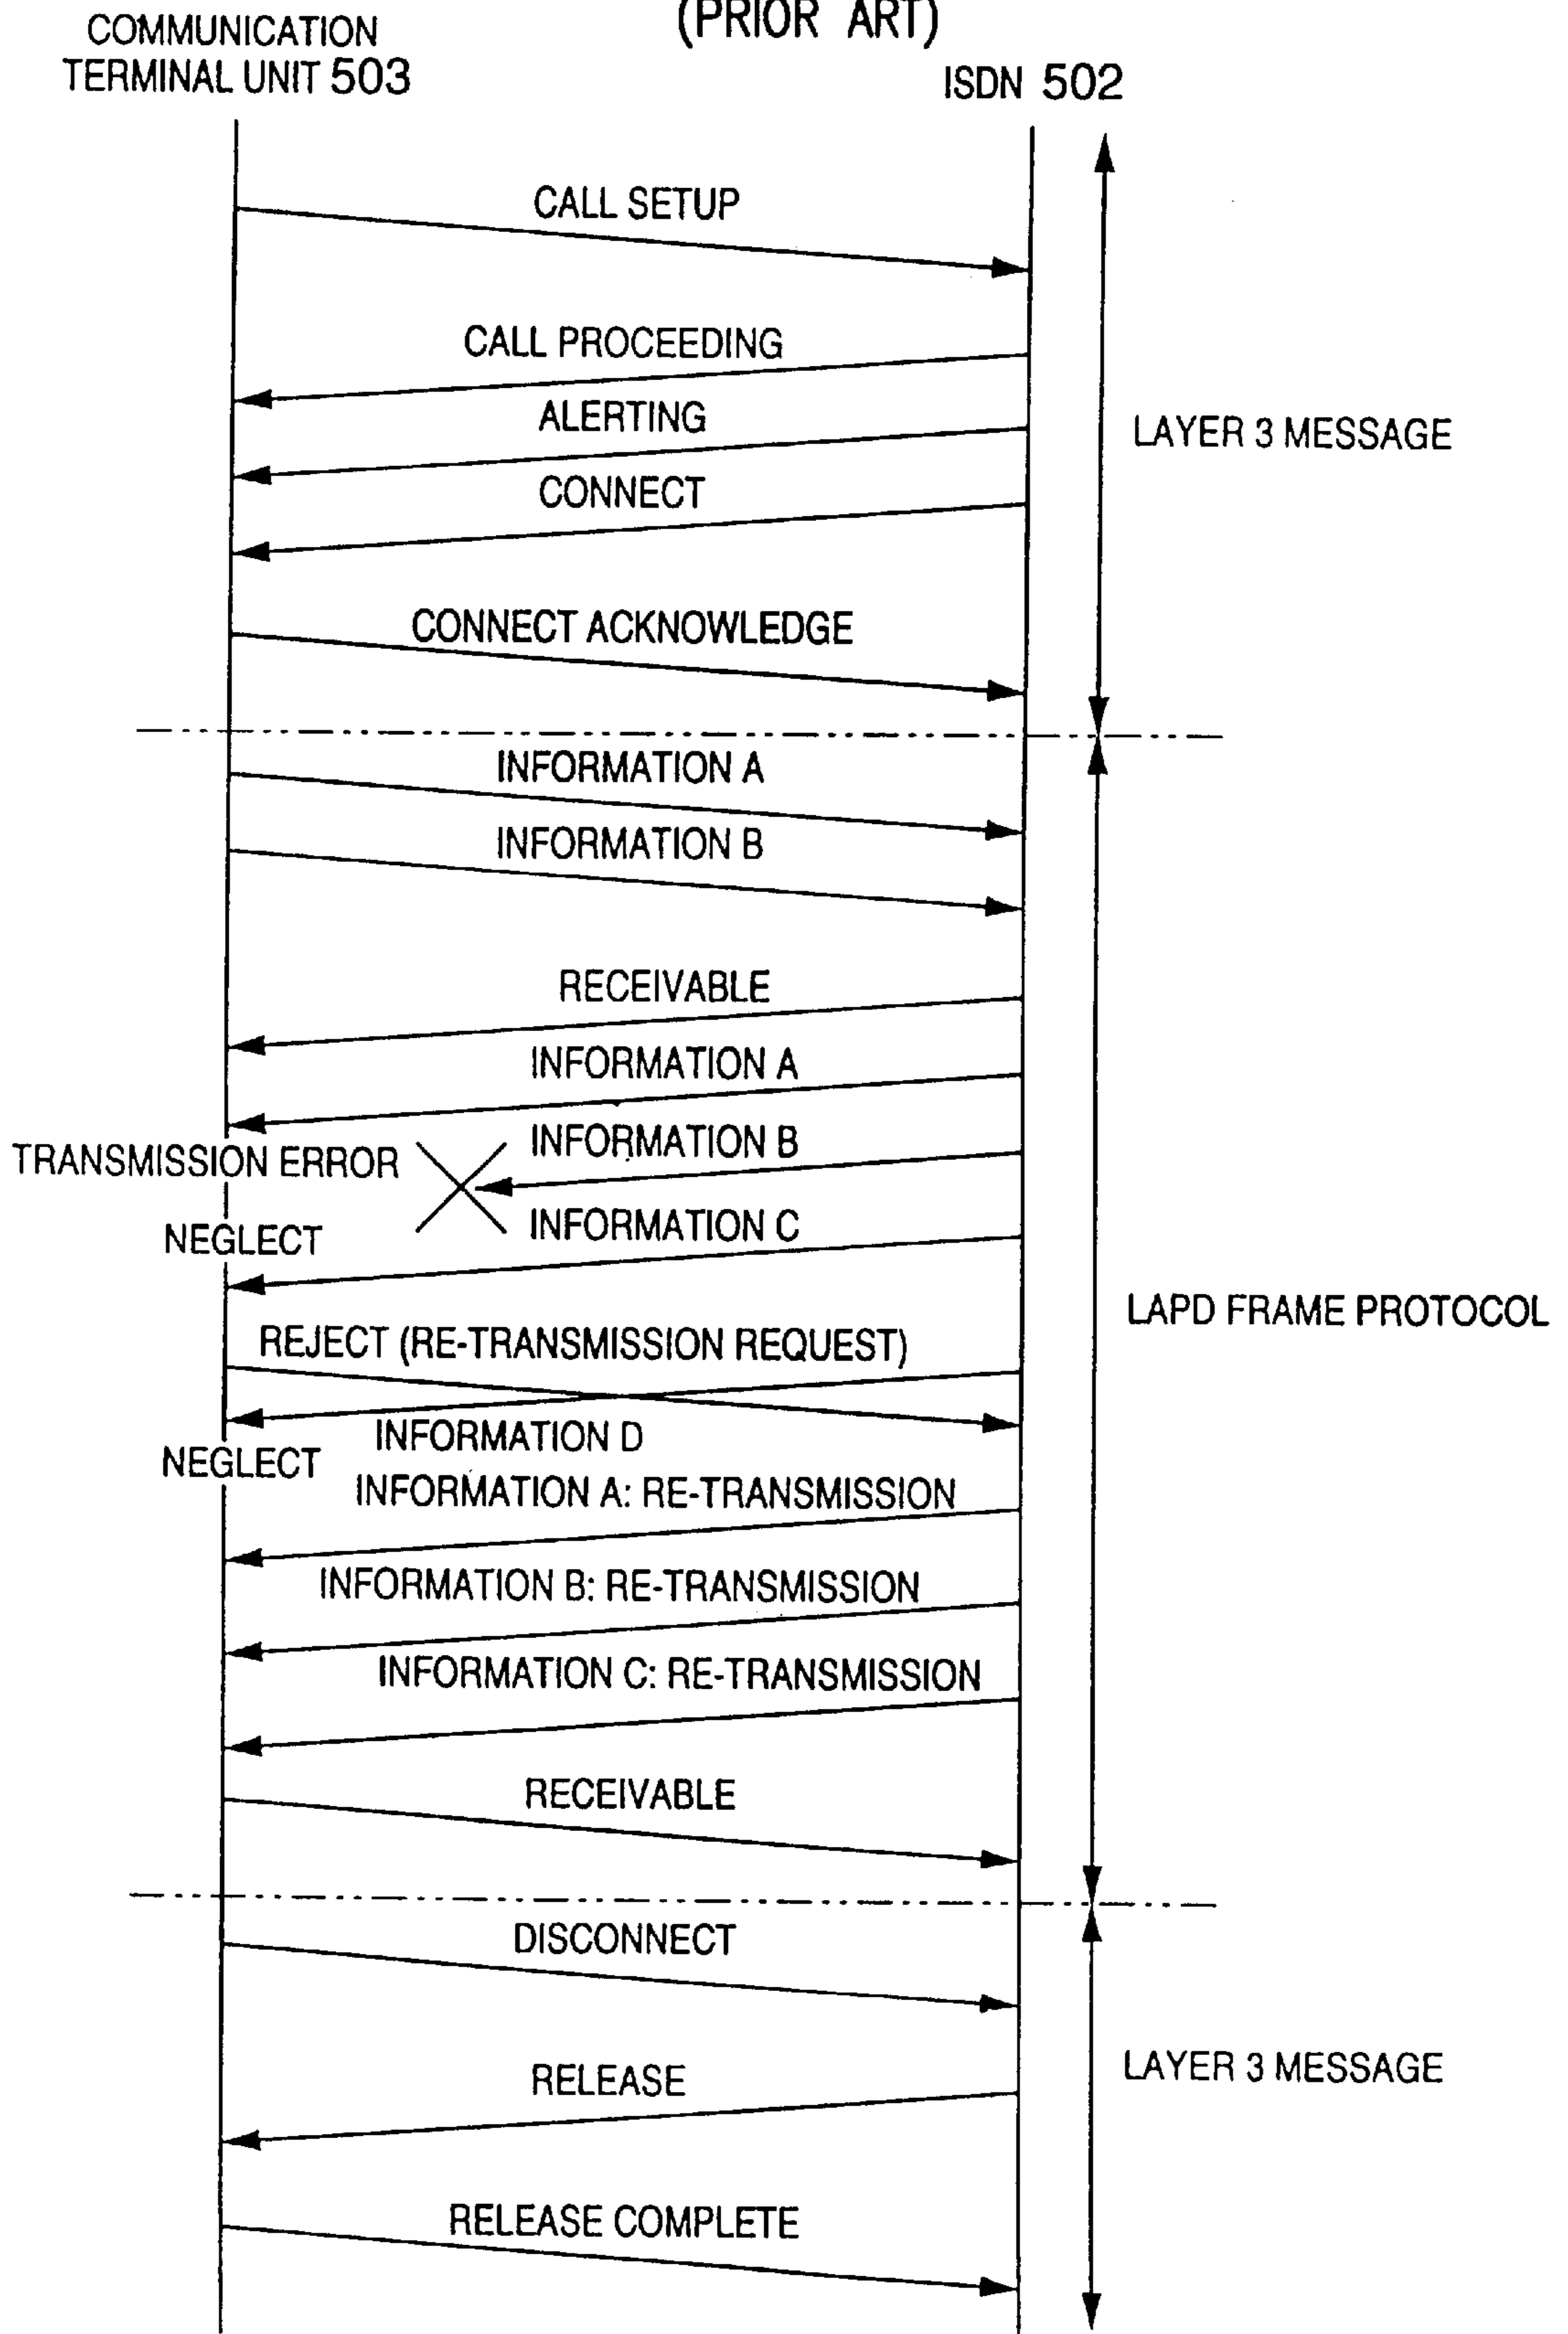 (PRIOR ART)
COMMUNICATION
TERMINAL UNIT 503
ISDN 502
CALL SETUP
CALL PROCEEDING
ALERTING
LAYER 3 MESSAGE
CONNECT
CONNECT ACKNOWLEDGE
INFORMATION A
INFORMATION B
RECEIVABLE
INFORMATION A
INFORMATION B
TRANSMISSION ERROR
INFORMATION C
NEGLECT
LAPD FRAME PROTOCOL
REJECT (RE-TRANSMISSION REQUEST)
INFORMATION D
NEGLECT
INFORMATION A: RE-TRANSMISSION
INFORMATION B: RE-TRANSMISSION
INFORMATION C: RE-TRANSMISSION
RECEIVABLE
DISCONNECT
LAYER 3 MESSAGE
RELEASE
RELEASE COMPLETE